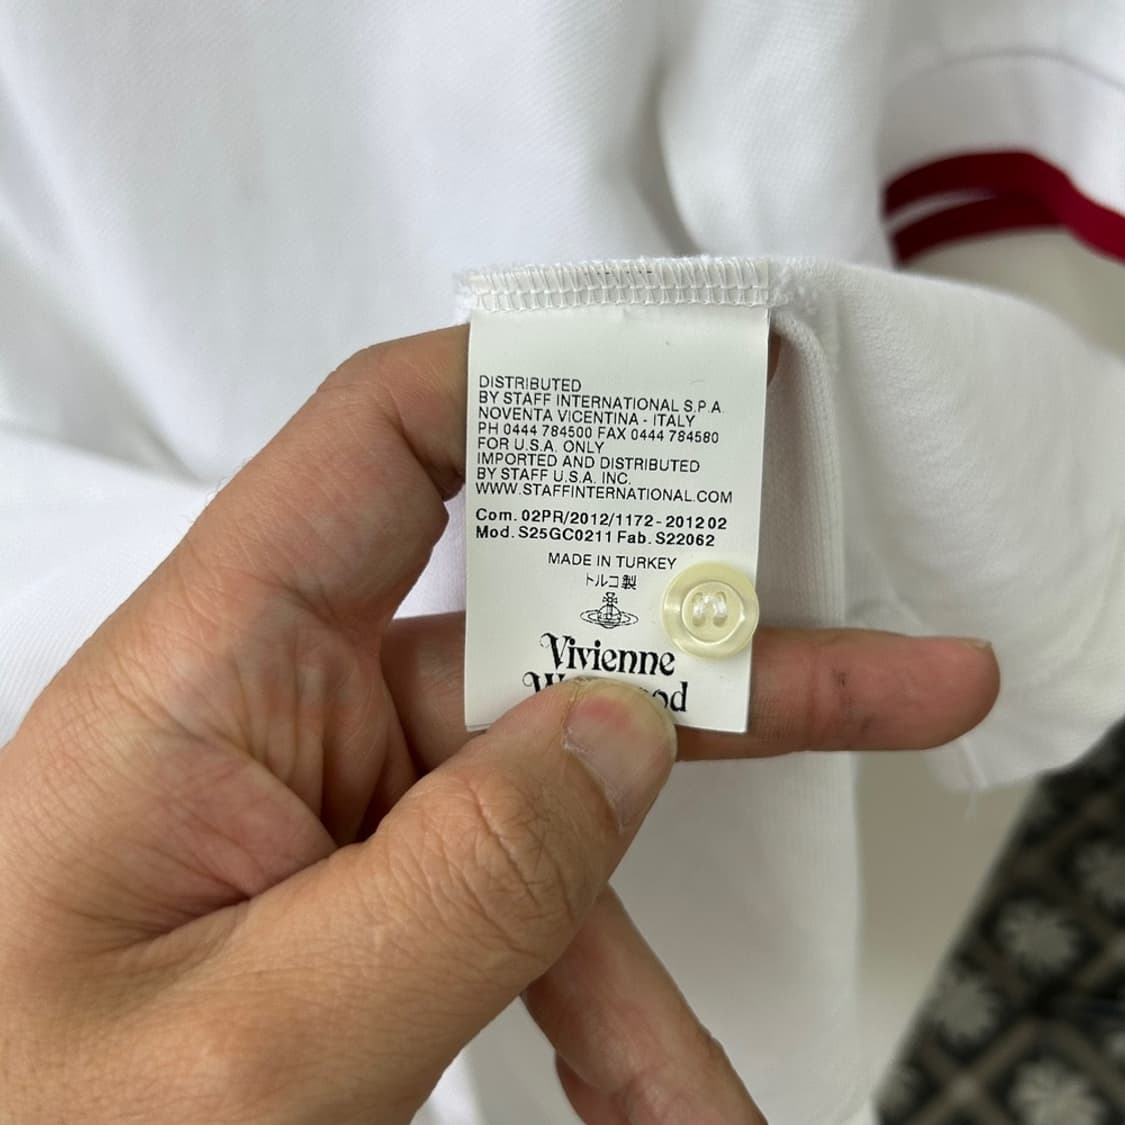 DISTRIBUTED
BY STAFF INTERNATIONAL S.P.A.
NOVENTA VICENTINA - ITALY
PH 0444 784500 FAX 0444 784580
FOR U.S.A. ONLY
IMPORTED AND DISTRIBUTED
BY STAFF U.S.A. INC.
WWW.STAFFINTERNATIONAL.COM
Com. 02PR/2012/1172 - 2012 02
Mod. S25GC0211 Fab. S22062
MADE IN TURKEY
トルコ製
Vivienne